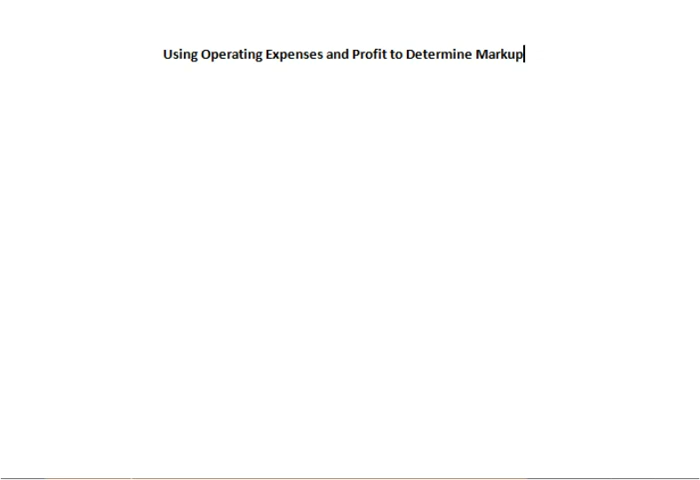 Using Operating Expenses and Profit to Determine Markup